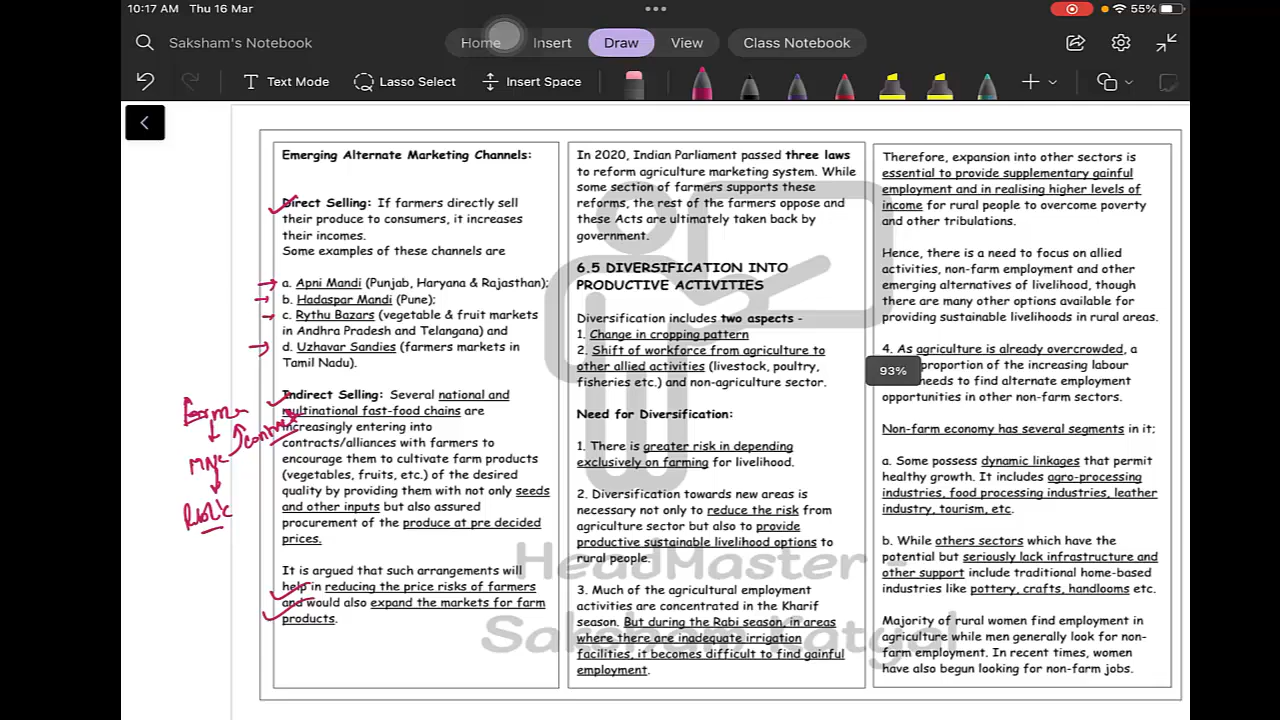 10:17 AM Thu 16 Mar
55%
Saksham's Notebook
Home Insert Draw View Class Notebook
Text Mode Lasso Select Insert Space
Emerging Alternate Marketing Channels:
Direct Selling: If farmers directly sell
their produce to consumers, it increases
their incomes.
Some examples of these channels are
a. Apni Mandi (Punjab, Haryana & Rajasthan);
b. Hadaspar Mandi (Pune);
c. Rythu Bazars (vegetable & fruit markets
in Andhra Pradesh and Telangana) and
d. Uzhavar Sandies (farmers markets in
Tamil Nadu).
Indirect Selling: Several national and
multinational fast-food chains are
increasingly entering into
contracts/alliances with farmers to
encourage them to cultivate farm products
(vegetables, fruits, etc.) of the desired
quality by providing them with not only seeds
and other inputs but also assured
procurement of the produce at pre decided
prices.
It is argued that such arrangements will
help in reducing the price risks of farmers
and would also expand the markets for farm
products.
Farmer
contract
MNC
Public
In 2020, Indian Parliament passed three laws
to reform agriculture marketing system. While
some section of farmers supports these
reforms, the rest of the farmers oppose and
these Acts are ultimately taken back by
government.
6.5 DIVERSIFICATION INTO
PRODUCTIVE ACTIVITIES
Diversification includes two aspects -
1. Change in cropping pattern
2. Shift of workforce from agriculture to
other allied activities (livestock, poultry,
fisheries etc.) and non-agriculture sector.
Need for Diversification:
1. There is greater risk in depending
exclusively on farming for livelihood.
2. Diversification towards new areas is
necessary not only to reduce the risk from
agriculture sector but also to provide
productive sustainable livelihood options to
rural people.
3. Much of the agricultural employment
activities are concentrated in the Kharif
season. But during the Rabi season, in areas
where there are inadequate irrigation
facilities, it becomes difficult to find gainful
employment.
Therefore, expansion into other sectors is
essential to provide supplementary gainful
employment and in realising higher levels of
income for rural people to overcome poverty
and other tribulations.
Hence, there is a need to focus on allied
activities, non-farm employment and other
emerging alternatives of livelihood, though
there are many other options available for
providing sustainable livelihoods in rural areas.
4. As agriculture is already overcrowded, a
proportion of the increasing labour
needs to find alternate employment
opportunities in other non-farm sectors.
93%
Non-farm economy has several segments in it;
a. Some possess dynamic linkages that permit
healthy growth. It includes agro-processing
industries, food processing industries, leather
industry, tourism, etc.
b. While others sectors which have the
potential but seriously lack infrastructure and
other support include traditional home-based
industries like pottery, crafts, handlooms etc.
Majority of rural women find employment in
agriculture while men generally look for non-
farm employment. In recent times, women
have also begun looking for non-farm jobs.
HeadMaster -
Saksham Katyal